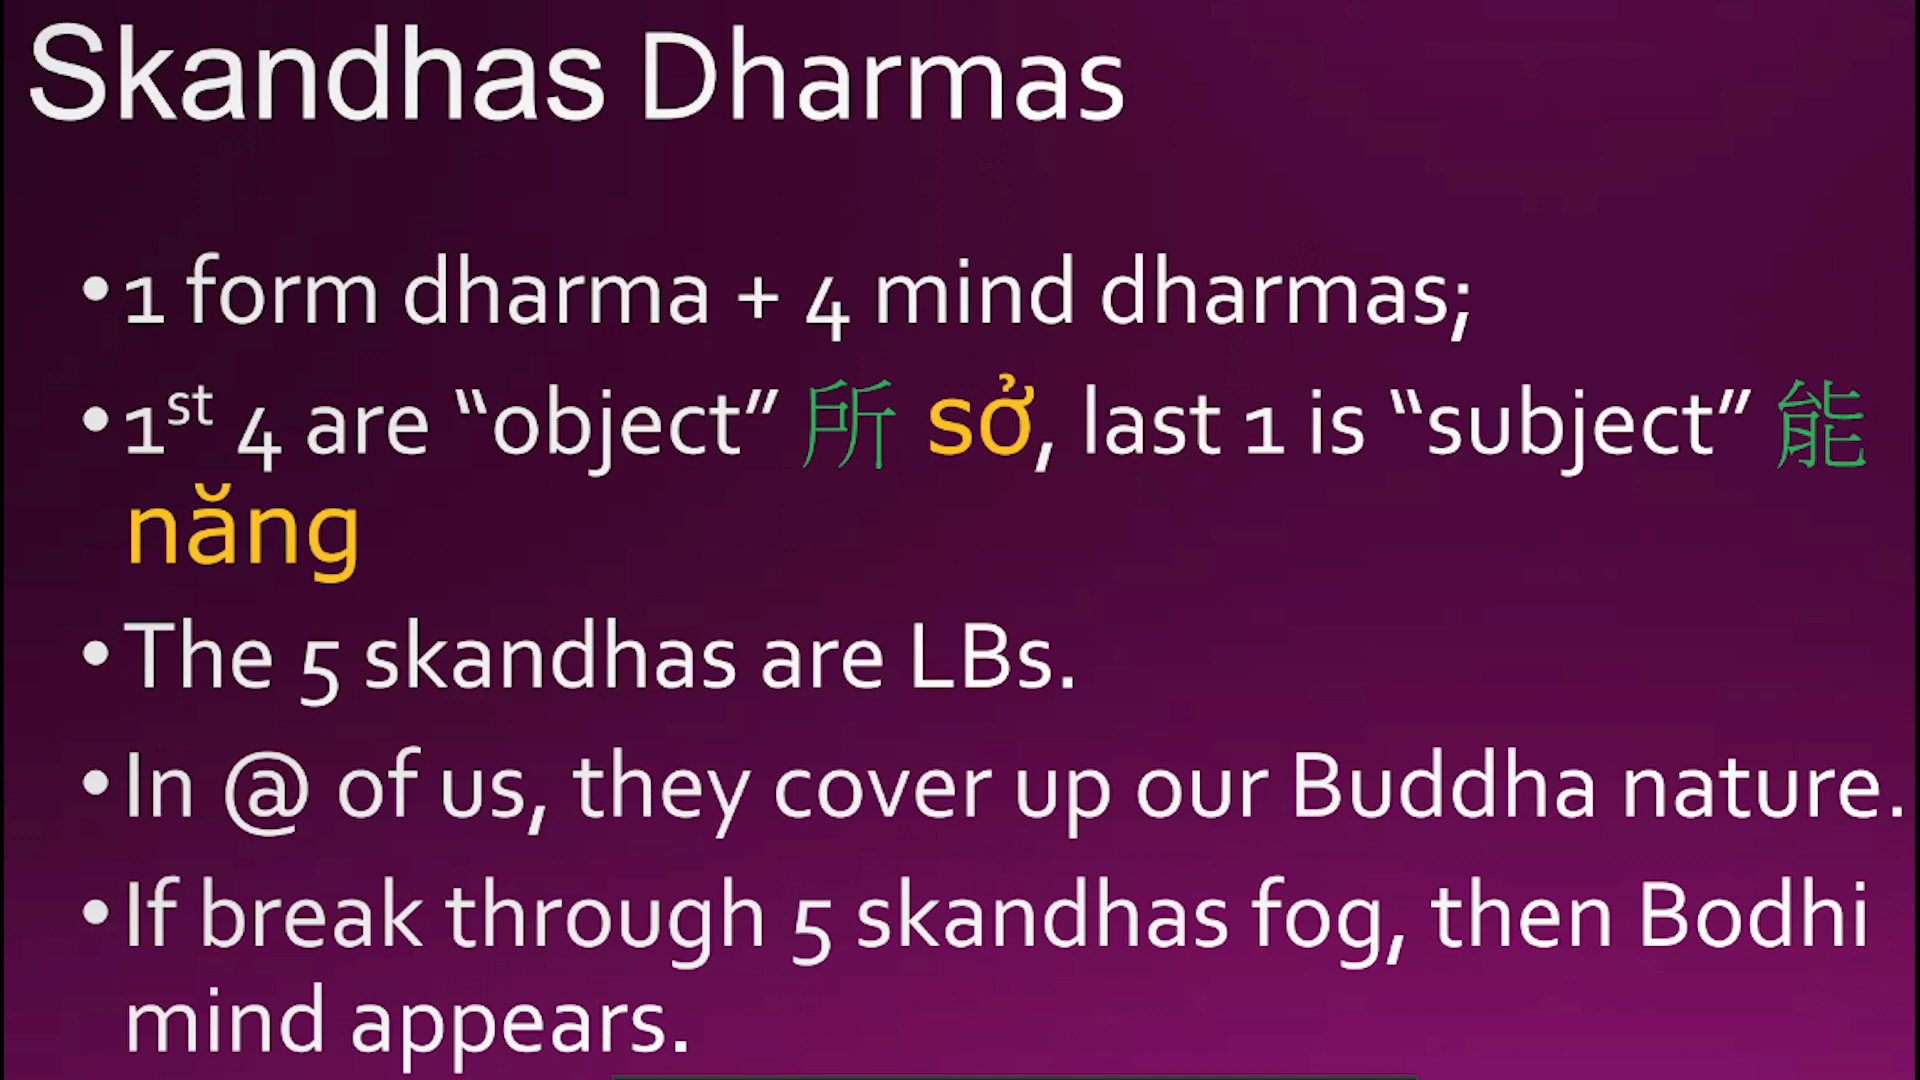 Skandhas Dharmas
•1 form dharma + 4 mind dharmas;
•1st 4 are “object” 所 sở, last 1 is “subject” 能
năng
•The 5 skandhas are LBs.
•In @ of us, they cover up our Buddha nature.
•If break through 5 skandhas fog, then Bodhi
mind appears.